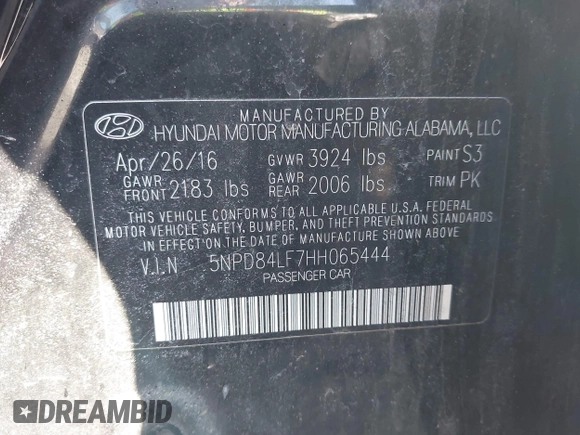 MANUFACTURED BY
HYUNDAI MOTOR MANUFACTURING ALABAMA, LLC
Apr/26/16 GVWR 3924 lbs PAINT S3
GAWR FRONT 2183 lbs GAWR REAR 2006 lbs TRIM PK
THIS VEHICLE CONFORMS TO ALL APPLICABLE U.S.A. FEDERAL
MOTOR VEHICLE SAFETY, BUMPER, AND THEFT PREVENTION STANDARDS
IN EFFECT ON THE DATE OF MANUFACTURE SHOWN ABOVE
V.I.N 5NPD84LF7HH065444
PASSENGER CAR
DREAMBID